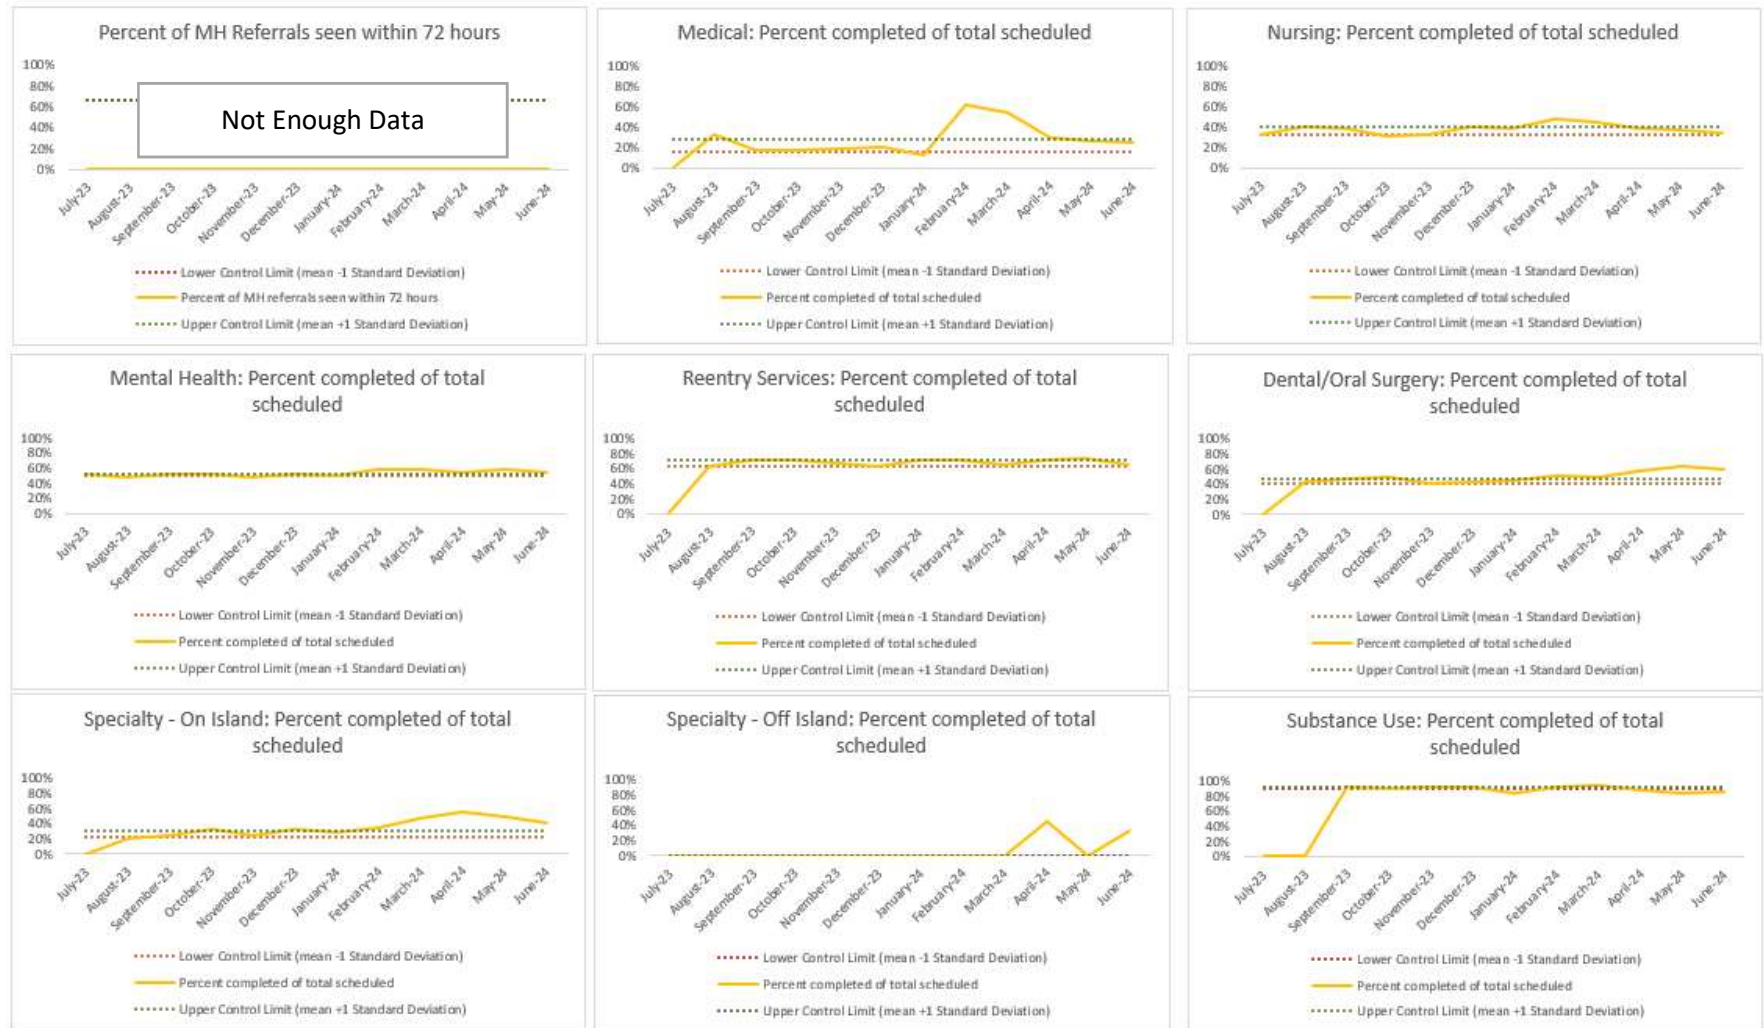 Percent of MH Referrals seen within 72 hours
100%
80%
60%
40%
20%
0%
Not Enough Data
July-23
August-23
September-23
October-23
November-23
December-23
January-24
February-24
March-24
April-24
May-24
June-24
Lower Control Limit (mean -1 Standard Deviation)
Percent of MH referrals seen within 72 hours
Upper Control Limit (mean +1 Standard Deviation)
Medical: Percent completed of total scheduled
100%
80%
60%
40%
20%
0%
July-23
August-23
September-23
October-23
November-23
December-23
January-24
February-24
March-24
April-24
May-24
June-24
Lower Control Limit (mean -1 Standard Deviation)
Percent completed of total scheduled
Upper Control Limit (mean +1 Standard Deviation)
Nursing: Percent completed of total scheduled
100%
80%
60%
40%
20%
0%
July-23
August-23
September-23
October-23
November-23
December-23
January-24
February-24
March-24
April-24
May-24
June-24
Lower Control Limit (mean -1 Standard Deviation)
Percent completed of total scheduled
Upper Control Limit (mean +1 Standard Deviation)
Mental Health: Percent completed of total
scheduled
100%
80%
60%
40%
20%
0%
July-23
August-23
September-23
October-23
November-23
December-23
January-24
February-24
March-24
April-24
May-24
June-24
Lower Control Limit (mean -1 Standard Deviation)
Percent completed of total scheduled
Upper Control Limit (mean +1 Standard Deviation)
Reentry Services: Percent completed of total
scheduled
100%
80%
60%
40%
20%
0%
July-23
August-23
September-23
October-23
November-23
December-23
January-24
February-24
March-24
April-24
May-24
June-24
Lower Control Limit (mean -1 Standard Deviation)
Percent completed of total scheduled
Upper Control Limit (mean +1 Standard Deviation)
Dental/Oral Surgery: Percent completed of total
scheduled
100%
80%
60%
40%
20%
0%
July-23
August-23
September-23
October-23
November-23
December-23
January-24
February-24
March-24
April-24
May-24
June-24
Lower Control Limit (mean -1 Standard Deviation)
Percent completed of total scheduled
Upper Control Limit (mean +1 Standard Deviation)
Specialty - On Island: Percent completed of total
scheduled
100%
80%
60%
40%
20%
0%
July-23
August-23
September-23
October-23
November-23
December-23
January-24
February-24
March-24
April-24
May-24
June-24
Lower Control Limit (mean -1 Standard Deviation)
Percent completed of total scheduled
Upper Control Limit (mean +1 Standard Deviation)
Specialty - Off Island: Percent completed of total
scheduled
100%
80%
60%
40%
20%
0%
July-23
August-23
September-23
October-23
November-23
December-23
January-24
February-24
March-24
April-24
May-24
June-24
Lower Control Limit (mean -1 Standard Deviation)
Percent completed of total scheduled
Upper Control Limit (mean +1 Standard Deviation)
Substance Use: Percent completed of total
scheduled
100%
80%
60%
40%
20%
0%
July-23
August-23
September-23
October-23
November-23
December-23
January-24
February-24
March-24
April-24
May-24
June-24
Lower Control Limit (mean -1 Standard Deviation)
Percent completed of total scheduled
Upper Control Limit (mean +1 Standard Deviation)